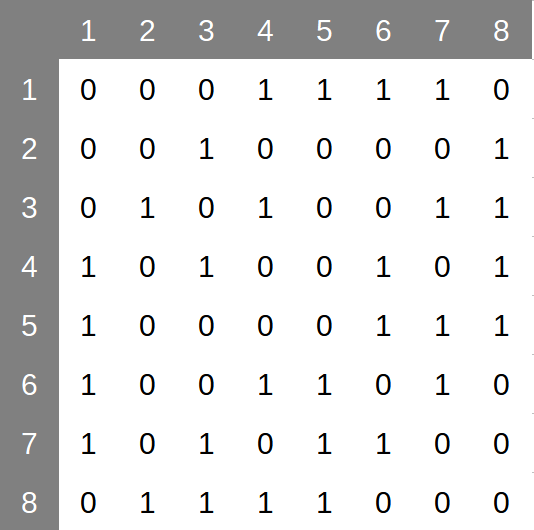 1 2 3 4 5 6 7 8
1 0 0 0 1 1 1 1 0
2 0 0 1 0 0 0 0 1
3 0 1 0 1 0 0 1 1
4 1 0 1 0 0 1 0 1
5 1 0 0 0 0 1 1 1
6 1 0 0 1 1 0 1 0
7 1 0 1 0 1 1 0 0
8 0 1 1 1 1 0 0 0